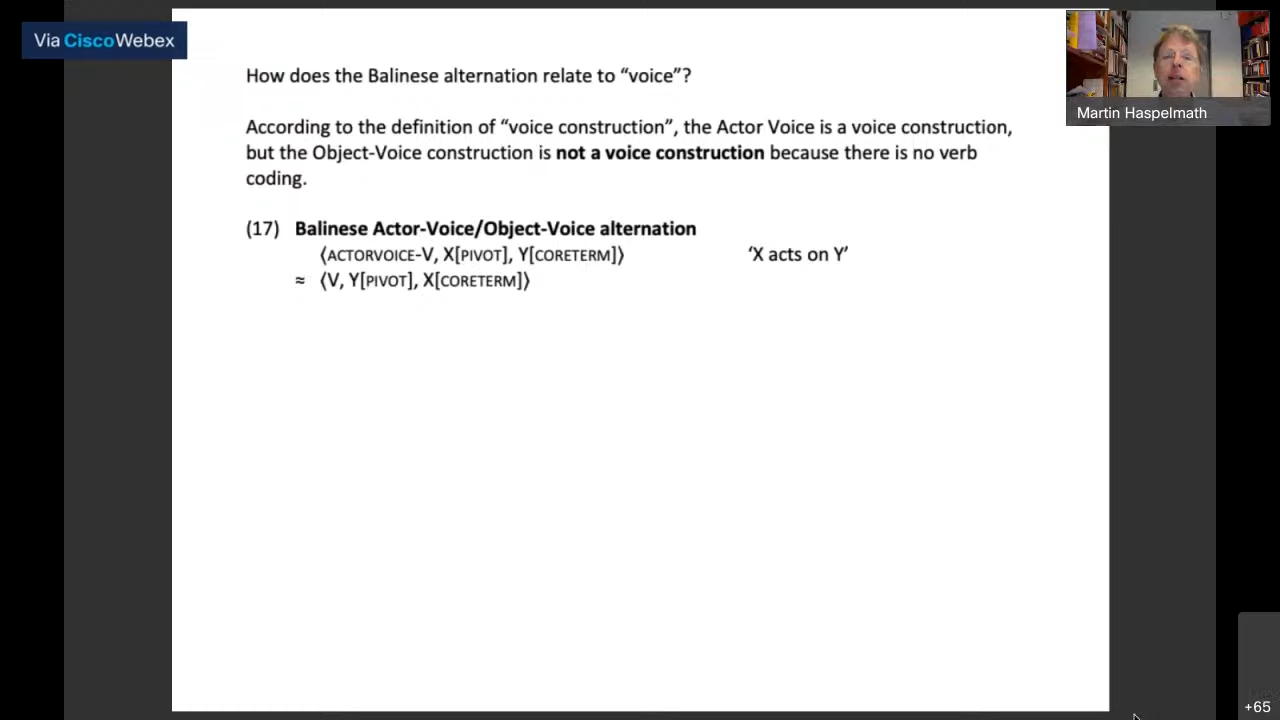 Via CiscoWebex
Martin Haspelmath
How does the Balinese alternation relate to “voice”?
According to the definition of “voice construction”, the Actor Voice is a voice construction,
but the Object-Voice construction is not a voice construction because there is no verb
coding.
(17) Balinese Actor-Voice/Object-Voice alternation
⟨ACTORVOICE-V, X[PIVOT], Y[CORETERM]⟩ ‘X acts on Y’
≈ ⟨V, Y[PIVOT], X[CORETERM]⟩
+65